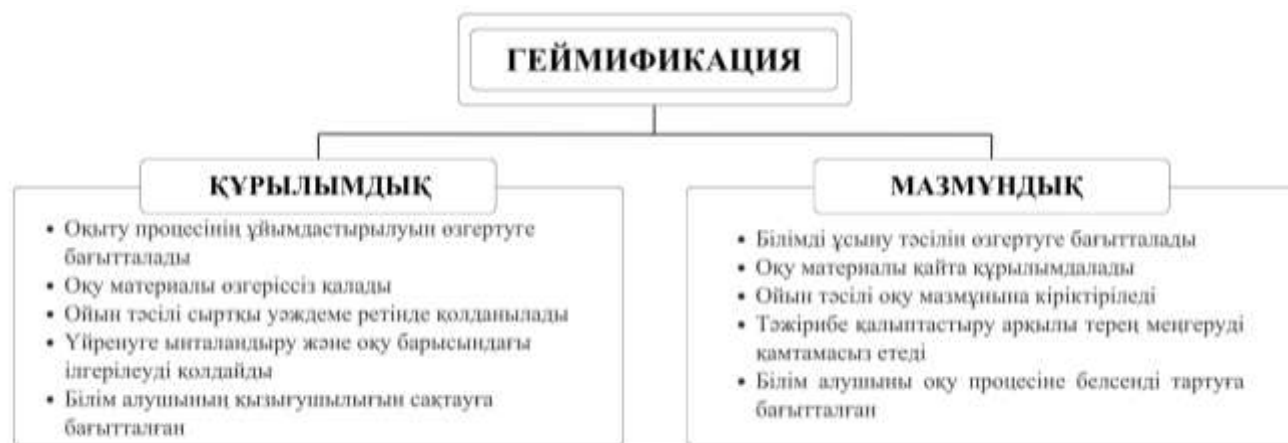 ГЕЙМИФИКАЦИЯ
ҚҰРЫЛЫМДЫҚ
• Оқыту процесінің ұйымдастырылуын өзгертуге
бағытталады
• Оқу материалы өзгеріссіз қалады
• Ойын тәсілі сыртқы уәждеме ретінде қолданылады
• Үйренуге ынталандыру және оқу барысындағы
ілгерілеуді қолдайды
• Білім алушының қызығушылығын сақтауға
бағытталған
МАЗМҰНДЫҚ
• Білімді ұсыну тәсілін өзгертуге бағытталады
• Оқу материалы қайта құрылымдалады
• Ойын тәсілі оқу мазмұнына кіріктіріледі
• Тәжірибе қалыптастыру арқылы терең меңгеруді
қамтамасыз етеді
• Білім алушыны оқу процесіне белсенді тартуға
бағытталған